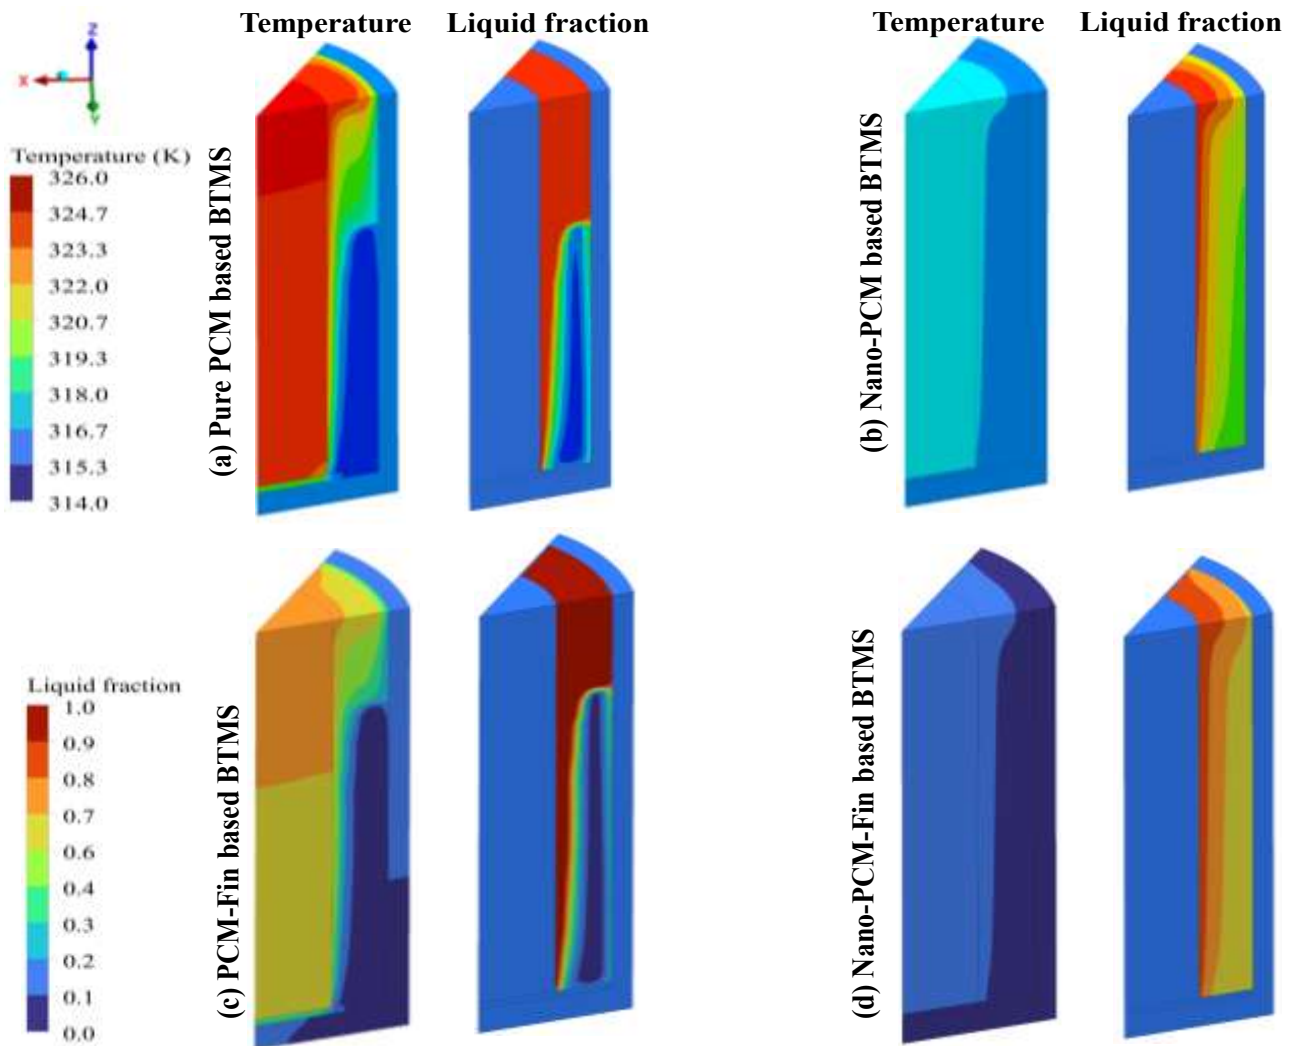 Temperature Liquid fraction
Temperature Liquid fraction
Z
X
Y
Temperature (K)
326.0
324.7
323.3
322.0
320.7
319.3
318.0
316.7
315.3
314.0
(a) Pure PCM based BTMS
(b) Nano-PCM based BTMS
Liquid fraction
1.0
0.9
0.8
0.7
0.6
0.4
0.3
0.2
0.1
0.0
(c) PCM-Fin based BTMS
(d) Nano-PCM-Fin based BTMS